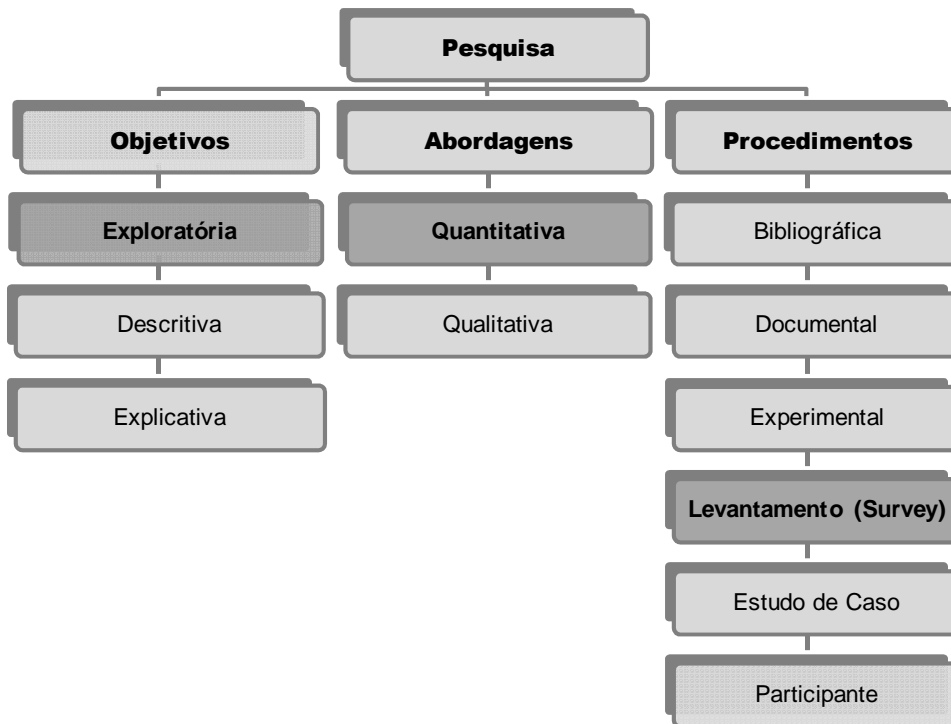 Pesquisa
Objetivos
Abordagens
Procedimentos
Exploratória
Quantitativa
Bibliográfica
Descritiva
Qualitativa
Documental
Explicativa
Experimental
Levantamento (Survey)
Estudo de Caso
Participante